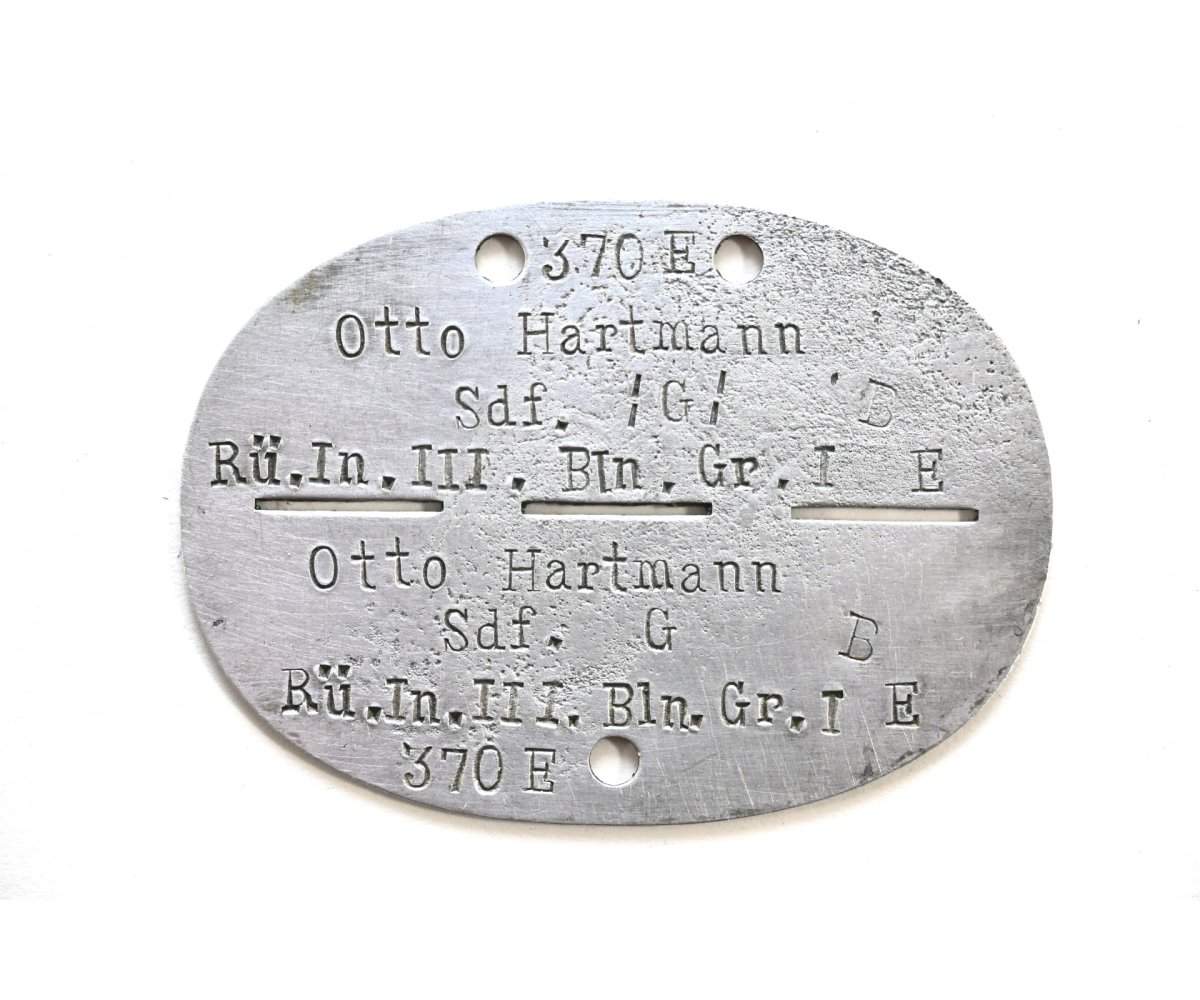 370 E
Otto Hartmann
Sdf. /G/ B
Rü.In.III. Bln.Gr.I E
Otto Hartmann
Sdf. G B
Rü.In.III.Bln.Gr.I E
370 E